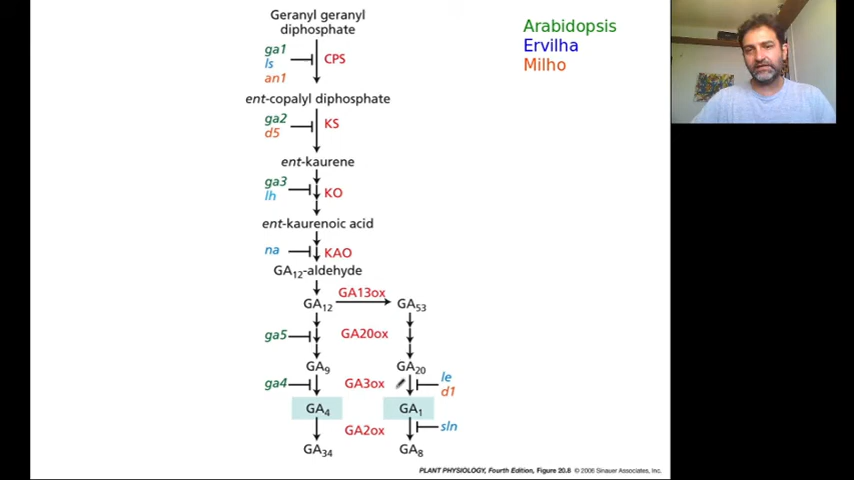 Geranyl geranyl
diphosphate
Arabidopsis
Ervilha
Milho
ga1
ls
an1
CPS
ent-copalyl diphosphate
ga2
d5
KS
ent-kaurene
ga3
lh
KO
ent-kaurenoic acid
na
KAO
GA12-aldehyde
GA13ox
GA12
GA53
ga5
GA20ox
GA9
GA20
ga4
GA3ox
le
d1
GA4
GA1
GA2ox
sln
GA34
GA8
PLANT PHYSIOLOGY, Fourth Edition, Figure 20.8 © 2006 Sinauer Associates, Inc.